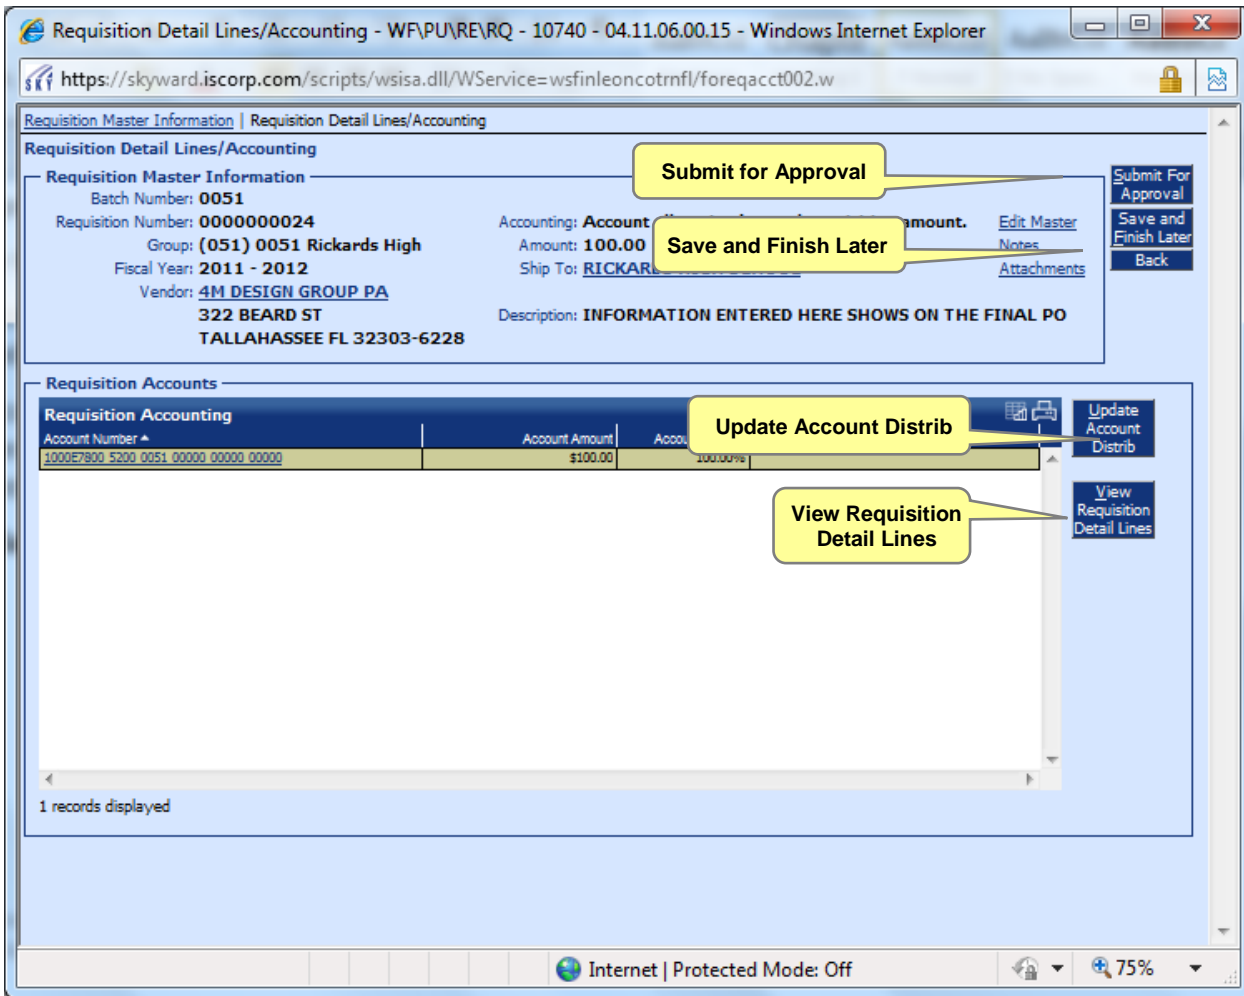 Requisition Detail Lines/Accounting - WF\PU\RE\RQ - 10740 - 04.11.06.00.15 - Windows Internet Explorer
https://skyward.iscorp.com/scripts/wsisa.dll/WService=wsfinleoncotrnfl/foreqacct002.w
Requisition Master Information | Requisition Detail Lines/Accounting
Requisition Detail Lines/Accounting
Requisition Master Information
Batch Number: 0051
Requisition Number: 0000000024
Group: (051) 0051 Rickards High
Fiscal Year: 2011 - 2012
Vendor: 4M DESIGN GROUP PA
322 BEARD ST
TALLAHASSEE FL 32303-6228
Accounting: Account amount.
Amount: 100.00
Ship To:
Description: INFORMATION ENTERED HERE SHOWS ON THE FINAL PO
Edit Master
Notes
Attachments
Submit for Approval
Save and Finish Later
Submit For
Approval
Save and
Finish Later
Back
Requisition Accounts
Requisition Accounting
Account Number Account Amount
1000E7800 5200 0051 00000 00000 00000 $100.00 100.00%
Update Account Distrib
Update
Account
Distrib
View Requisition
Detail Lines
View
Requisition
Detail Lines
1 records displayed
Internet | Protected Mode: Off 75%